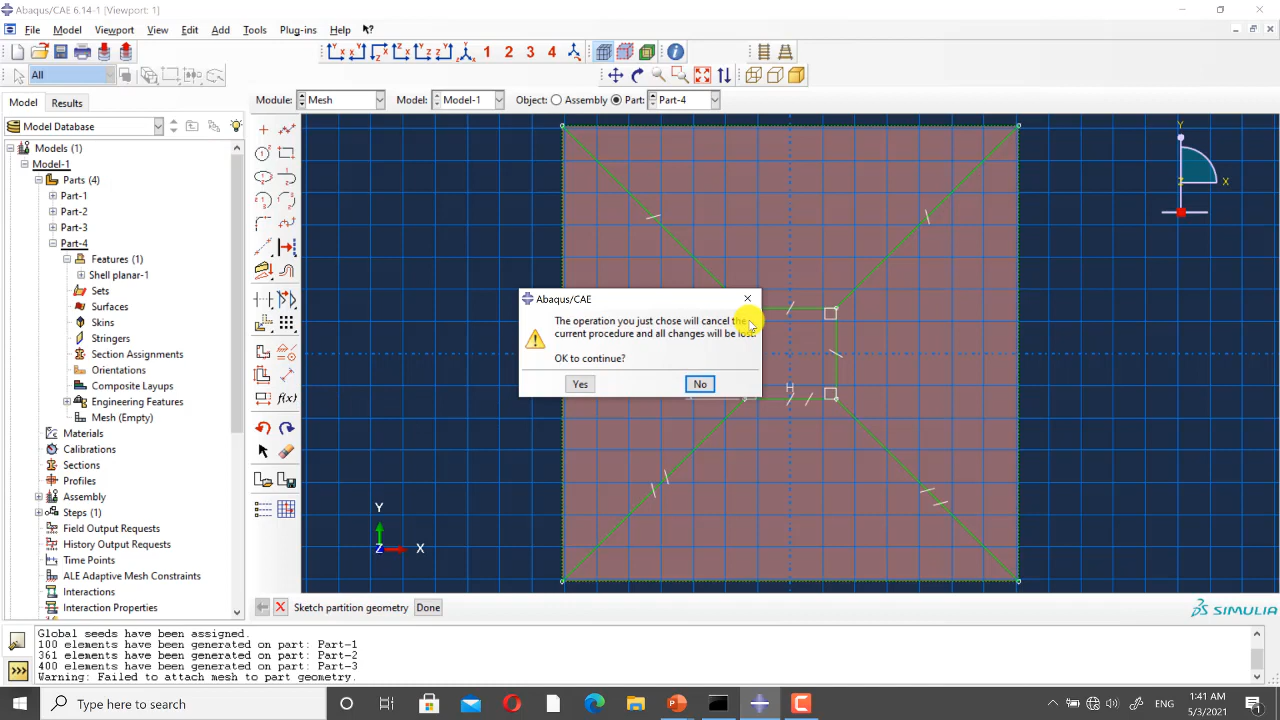 Abaqus/CAE 6.14-1 [Viewport: 1]
File Model Viewport View Edit Add Tools Plug-ins Help
1 2 3 4
All
Model Results
Module: Mesh Model: Model-1 Object: Assembly Part: Part-4
Model Database
Models (1)
Model-1
Parts (4)
Part-1
Part-2
Part-3
Part-4
Features (1)
Shell planar-1
Sets
Surfaces
Skins
Stringers
Section Assignments
Orientations
Composite Layups
Engineering Features
Mesh (Empty)
Materials
Calibrations
Sections
Profiles
Assembly
Steps (1)
Field Output Requests
History Output Requests
Time Points
ALE Adaptive Mesh Constraints
Interactions
Interaction Properties
f(x)
Y
Z X
H
Abaqus/CAE
The operation you just chose will cancel the
current procedure and all changes will be lost.
OK to continue?
Yes No
Y
Z X
Sketch partition geometry Done
SIMULIA
Global seeds have been assigned.
100 elements have been generated on part: Part-1
361 elements have been generated on part: Part-2
400 elements have been generated on part: Part-3
Warning: Failed to attach mesh to part geometry.
>>>
Type here to search
ENG
1:41 AM
5/3/2021